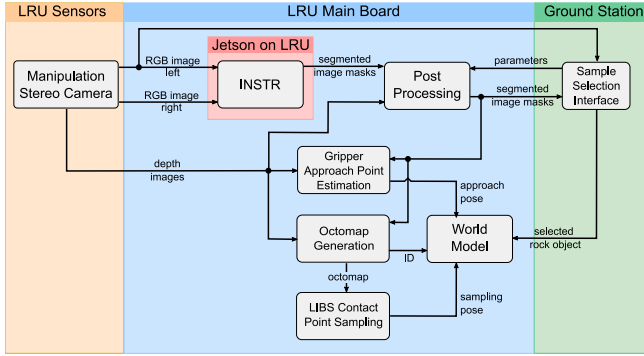 LRU Sensors
LRU Main Board
Ground Station
Jetson on LRU
Manipulation
Stereo Camera
RGB image
left
RGB image
right
INSTR
segmented
image masks
Post
Processing
parameters
segmented
image masks
Sample
Selection
Interface
depth
images
Gripper
Approach Point
Estimation
approach
pose
Octomap
Generation
ID
World
Model
selected
rock object
octomap
LIBS Contact
Point Sampling
sampling
pose